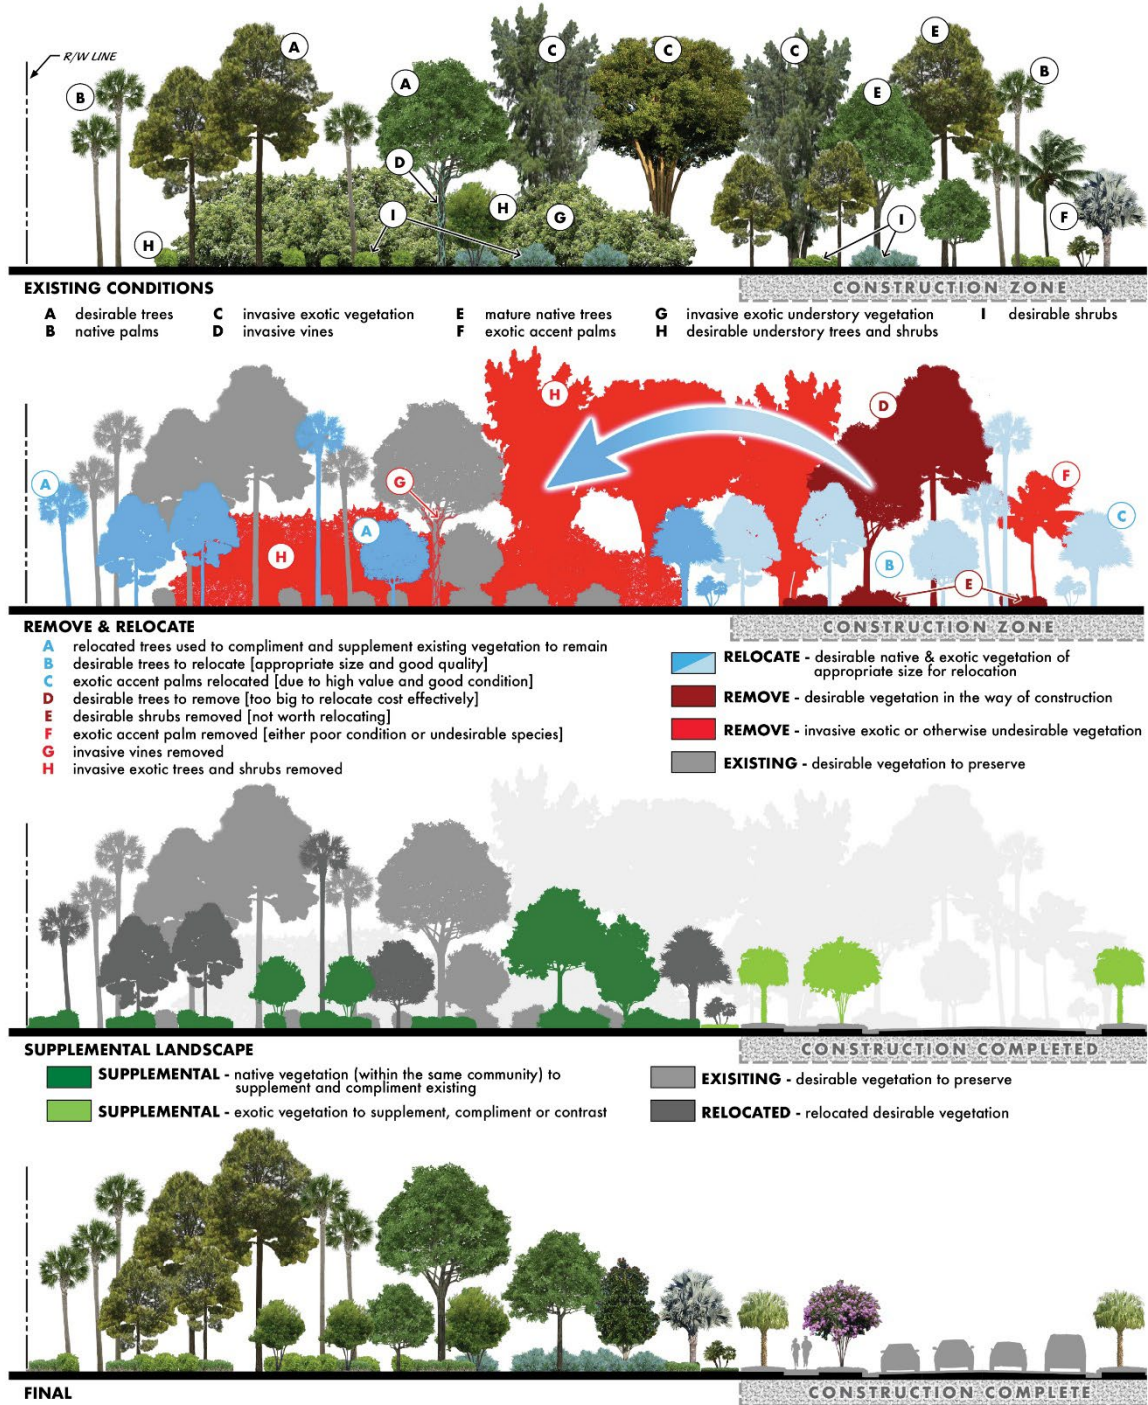 R/W LINE
A
C
C
C
E
B
A
E
B
D
I
H
G
I
F
H
EXISTING CONDITIONS
CONSTRUCTION ZONE
A desirable trees
B native palms
C invasive exotic vegetation
D invasive vines
E mature native trees
F exotic accent palms
G invasive exotic understory vegetation
H desirable understory trees and shrubs
I desirable shrubs
H
D
A
G
F
C
A
H
B
E
REMOVE & RELOCATE
CONSTRUCTION ZONE
A relocated trees used to compliment and supplement existing vegetation to remain
B desirable trees to relocate [appropriate size and good quality]
C exotic accent palms relocated [due to high value and good condition]
D desirable trees to remove [too big to relocate cost effectively]
E desirable shrubs removed [not worth relocating]
F exotic accent palm removed [either poor condition or undesirable species]
G invasive vines removed
H invasive exotic trees and shrubs removed
RELOCATE - desirable native & exotic vegetation of
appropriate size for relocation
REMOVE - desirable vegetation in the way of construction
REMOVE - invasive exotic or otherwise undesirable vegetation
EXISTING - desirable vegetation to preserve
SUPPLEMENTAL LANDSCAPE
CONSTRUCTION COMPLETED
SUPPLEMENTAL - native vegetation (within the same community) to
supplement and compliment existing
SUPPLEMENTAL - exotic vegetation to supplement, compliment or contrast
EXISITING - desirable vegetation to preserve
RELOCATED - relocated desirable vegetation
FINAL
CONSTRUCTION COMPLETE